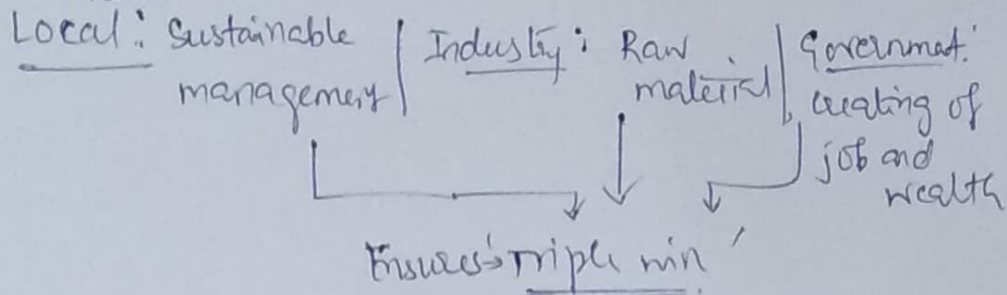 Local: Sustainable management
Industry: Raw material
Government: creating of job and wealth
Ensures 'Triple win'